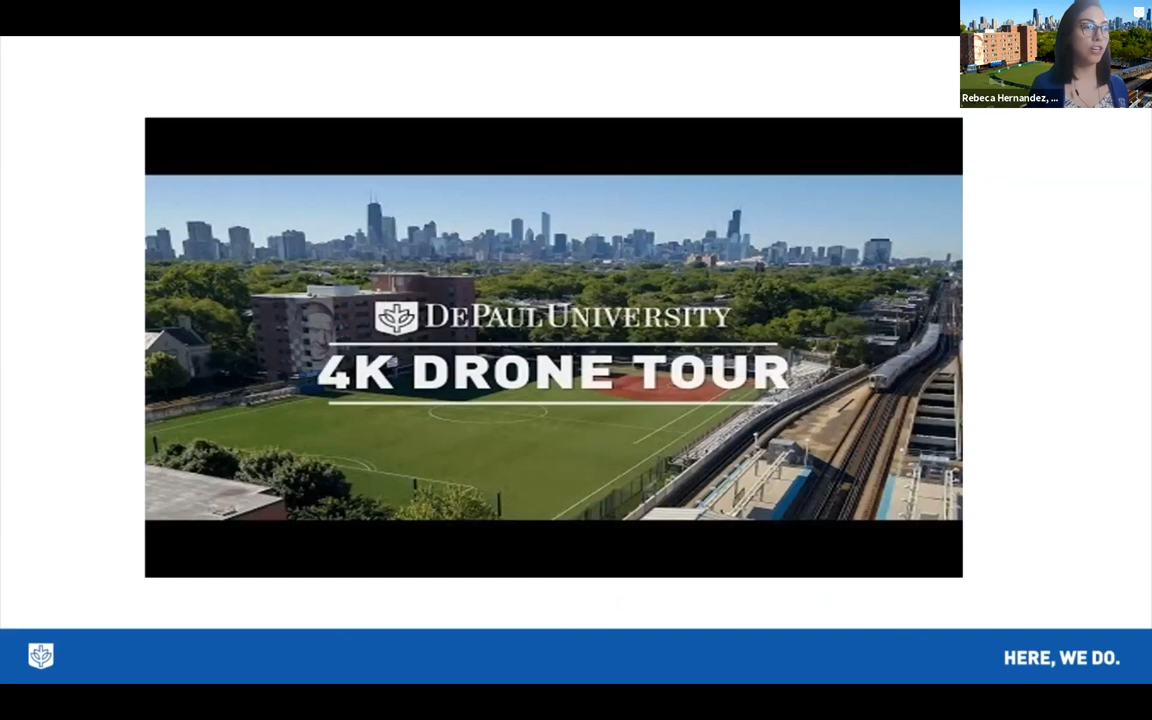 Rebeca Hernandez, ...
DEPAUL UNIVERSITY
4K DRONE TOUR
HERE, WE DO.